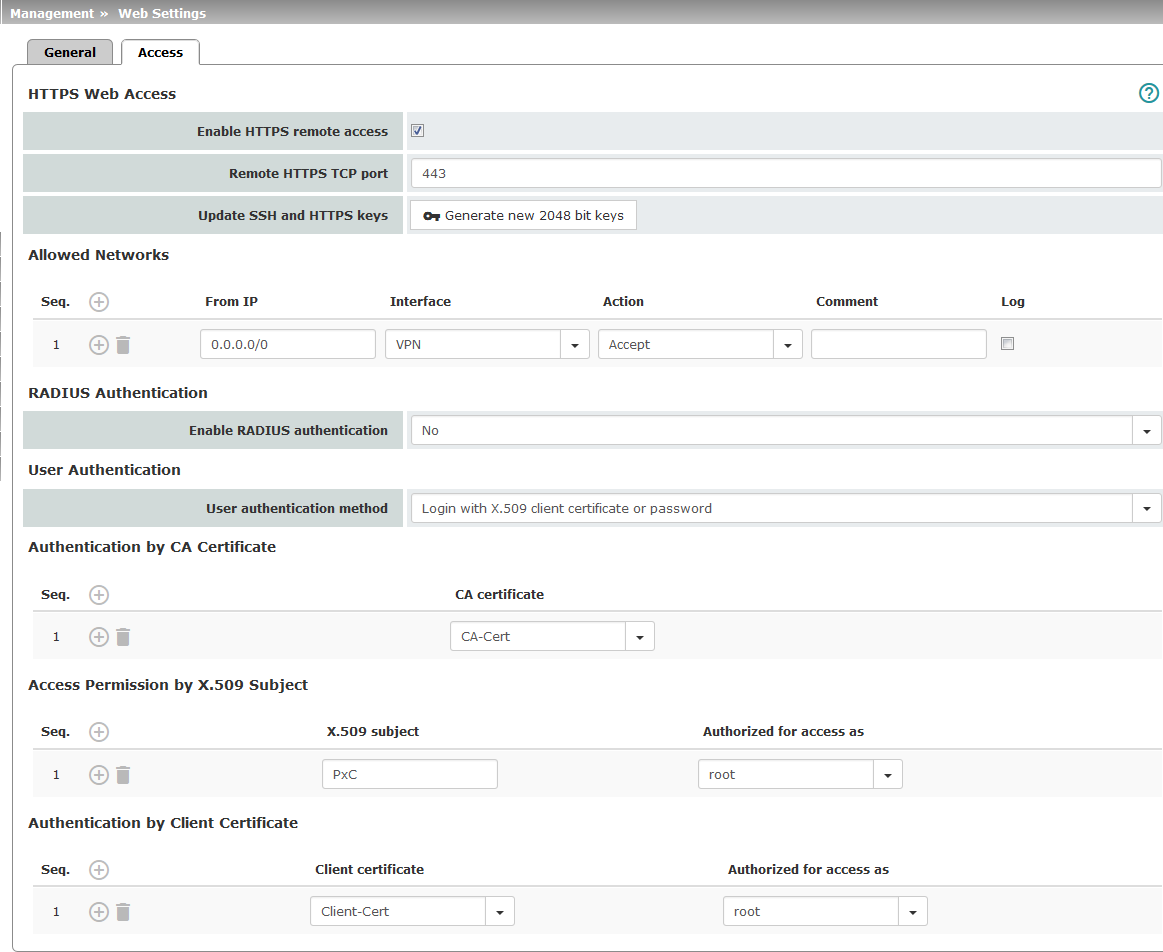 Management » Web Settings
General Access
HTTPS Web Access
Enable HTTPS remote access
Remote HTTPS TCP port 443
Update SSH and HTTPS keys Generate new 2048 bit keys
Allowed Networks
Seq. From IP Interface Action Comment Log
1 0.0.0.0/0 VPN Accept
RADIUS Authentication
Enable RADIUS authentication No
User Authentication
User authentication method Login with X.509 client certificate or password
Authentication by CA Certificate
Seq. CA certificate
1 CA-Cert
Access Permission by X.509 Subject
Seq. X.509 subject Authorized for access as
1 PxC root
Authentication by Client Certificate
Seq. Client certificate Authorized for access as
1 Client-Cert root